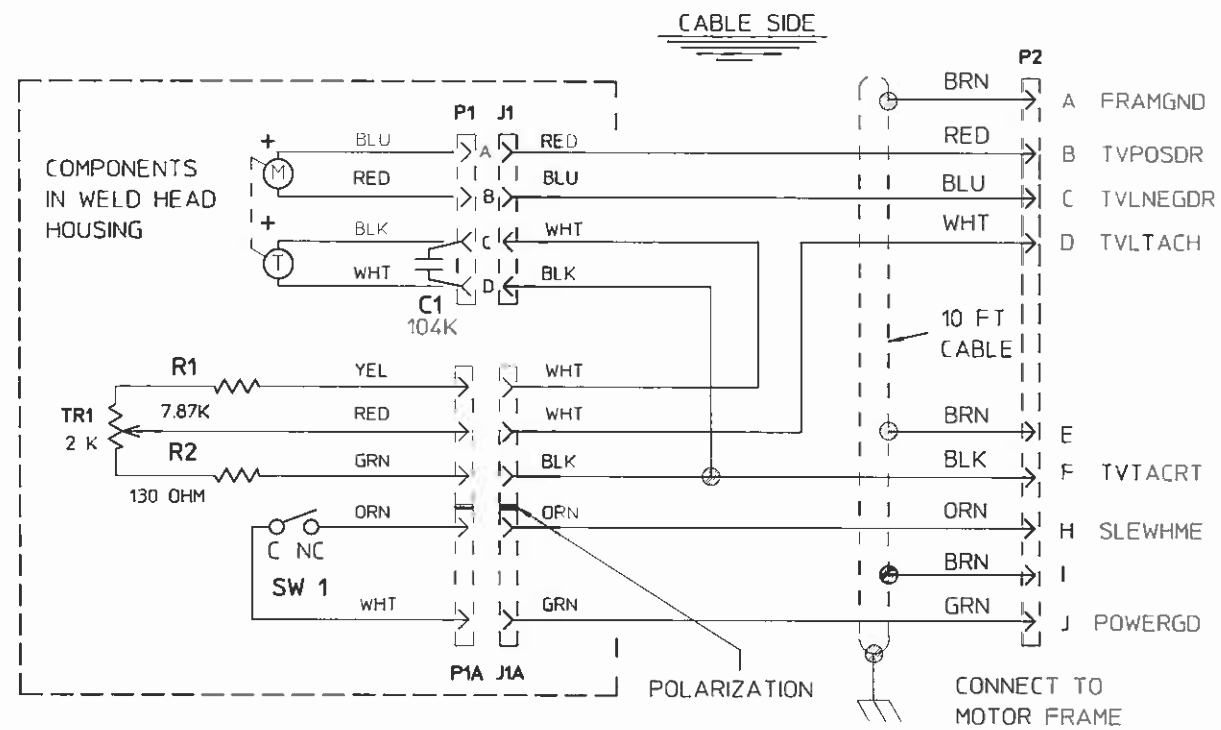 CABLE SIDE
P2
BRN
A FRAMGND
P1 J1
BLU
A
RED
RED
B TVPOSDR
COMPONENTS
IN WELD HEAD
HOUSING
+
M
RED
B
BLU
BLU
C TVLNEGDR
+
T
BLK
C
WHT
WHT
D TVLTACH
WHT
D
BLK
C1
104K
10 FT
CABLE
R1
YEL
WHT
7.87K
TR1
2 K
RED
WHT
BRN
E
R2
GRN
BLK
BLK
F TVTACRT
130 OHM
ORN
ORN
ORN
H SLEWHME
C NC
SW 1
BRN
I
WHT
GRN
GRN
J POWERGD
P1A J1A
POLARIZATION
CONNECT TO
MOTOR FRAME